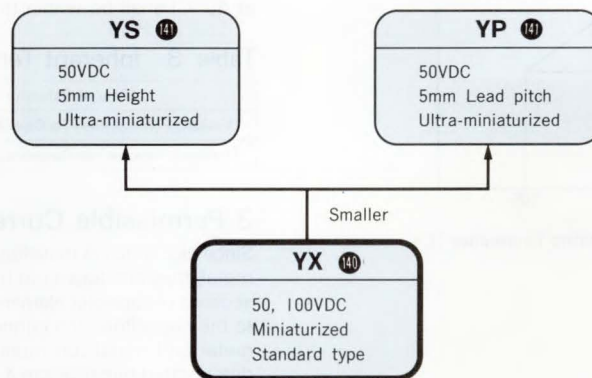 YS 141
50VDC
5mm Height
Ultra-miniaturized
YP 141
50VDC
5mm Lead pitch
Ultra-miniaturized
Smaller
YX 140
50, 100VDC
Miniaturized
Standard type